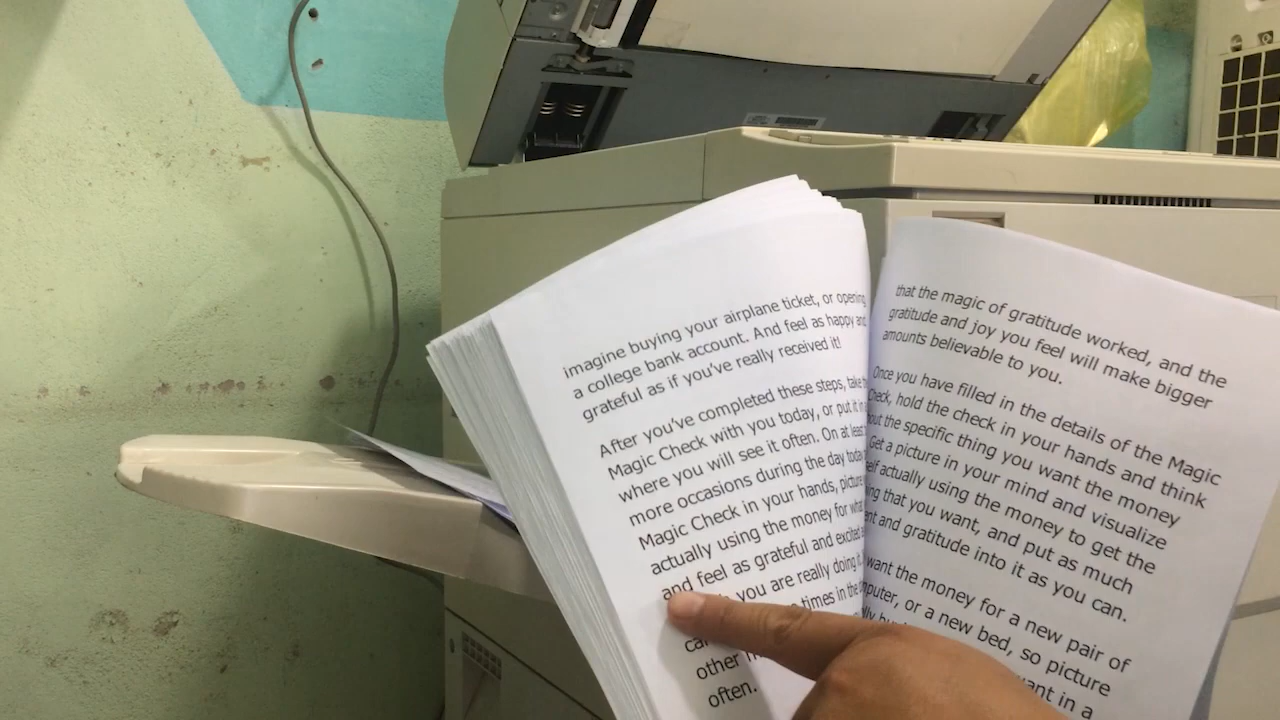 imagine buying your airplane ticket, or opening
a college bank account. And feel as happy and
grateful as if you've really received it!
After you've completed these steps, take
Magic Check with you today, or put it in
where you will see it often. On at least
more occasions during the day today
Magic Check in your hands, picture
actually using the money for what
and feel as grateful and excited
you are really doing it.
times in the
other
often.
that the magic of gratitude worked, and the
gratitude and joy you feel will make bigger
amounts believable to you.
Once you have filled in the details of the Magic
Check, hold the check in your hands and think
the specific thing you want the money
Get a picture in your mind and visualize
actually using the money to get the
that you want, and put as much
and gratitude into it as you can.
want the money for a new pair of
or a new bed, so picture
in a